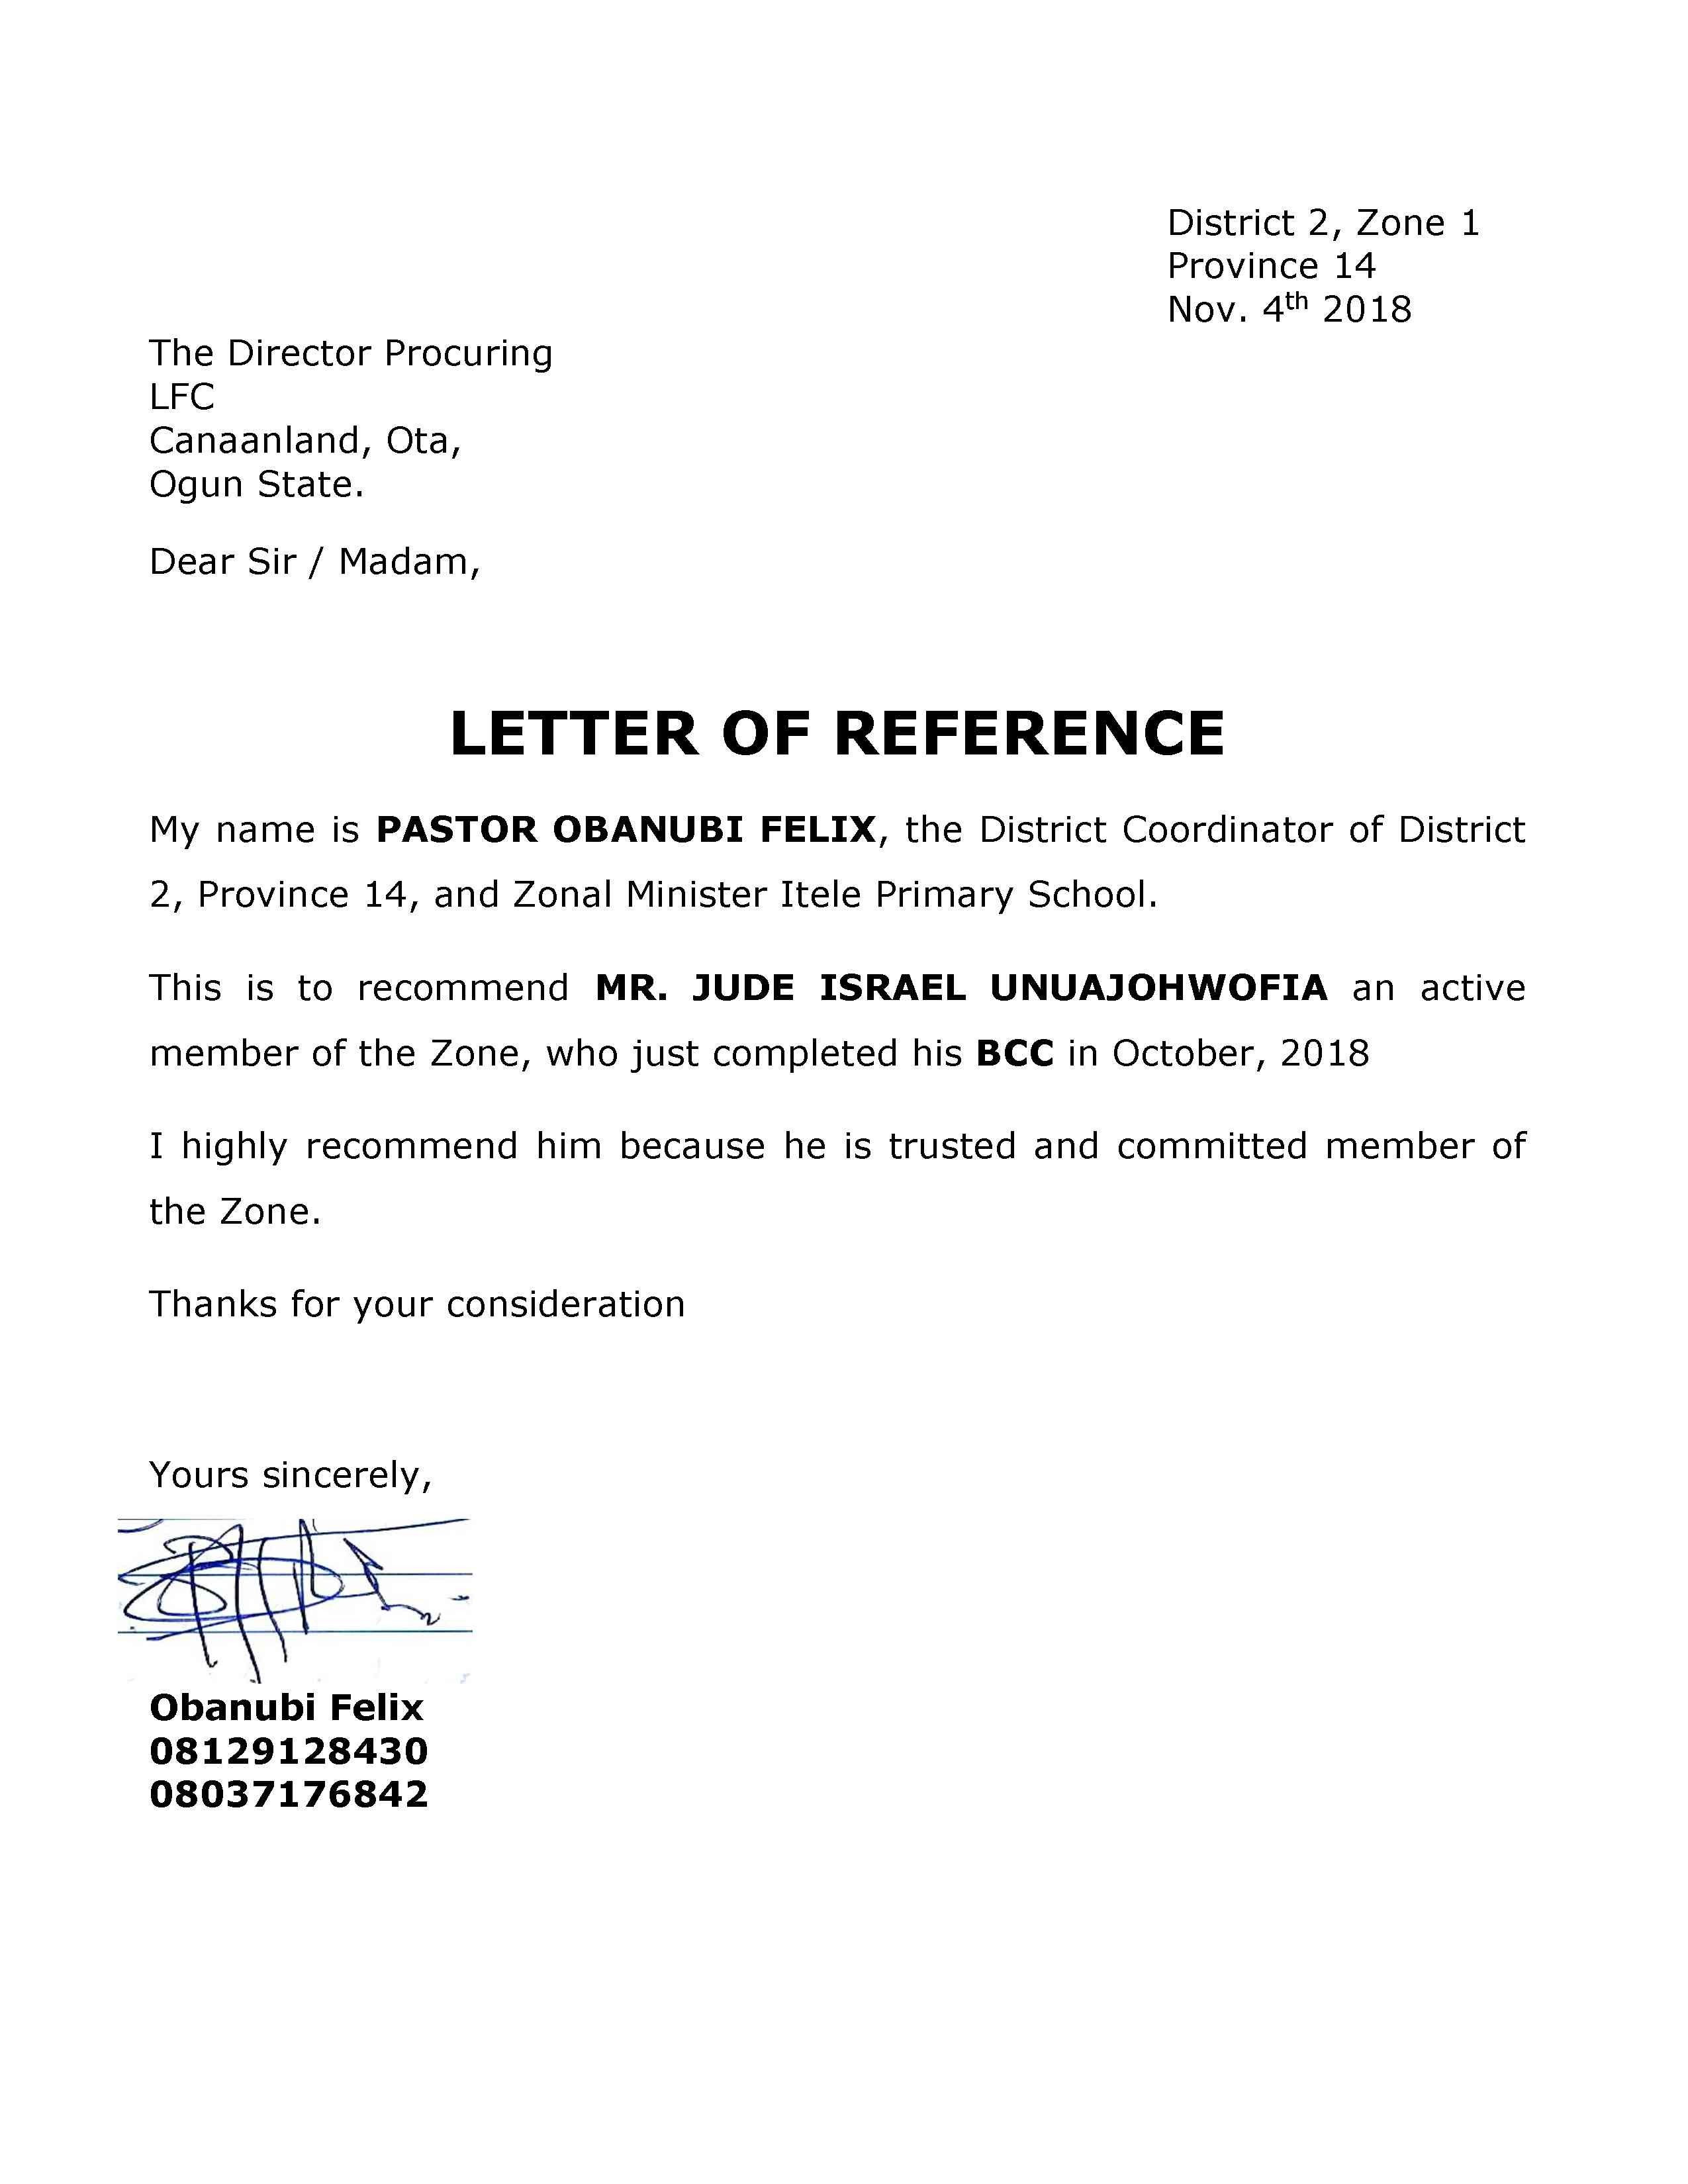 District 2, Zone 1
Province 14
Nov. 4th 2018
The Director Procuring
LFC
Canaanland, Ota,
Ogun State.
Dear Sir / Madam,
LETTER OF REFERENCE
My name is PASTOR OBANUBI FELIX, the District Coordinator of District
2, Province 14, and Zonal Minister Itele Primary School.
This is to recommend MR. JUDE ISRAEL UNUAJOHWOFIA an active
member of the Zone, who just completed his BCC in October, 2018
I highly recommend him because he is trusted and committed member of
the Zone.
Thanks for your consideration
Yours sincerely,
Obanubi Felix
08129128430
08037176842